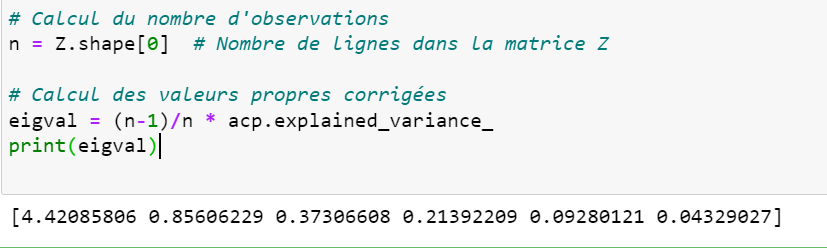 # Calcul du nombre d'observations
n = Z.shape[0]  # Nombre de lignes dans la matrice Z
# Calcul des valeurs propres corrigées
eigval = (n-1)/n * acp.explained_variance_
print(eigval)
[4.42085806 0.85606229 0.37306608 0.21392209 0.09280121 0.04329027]